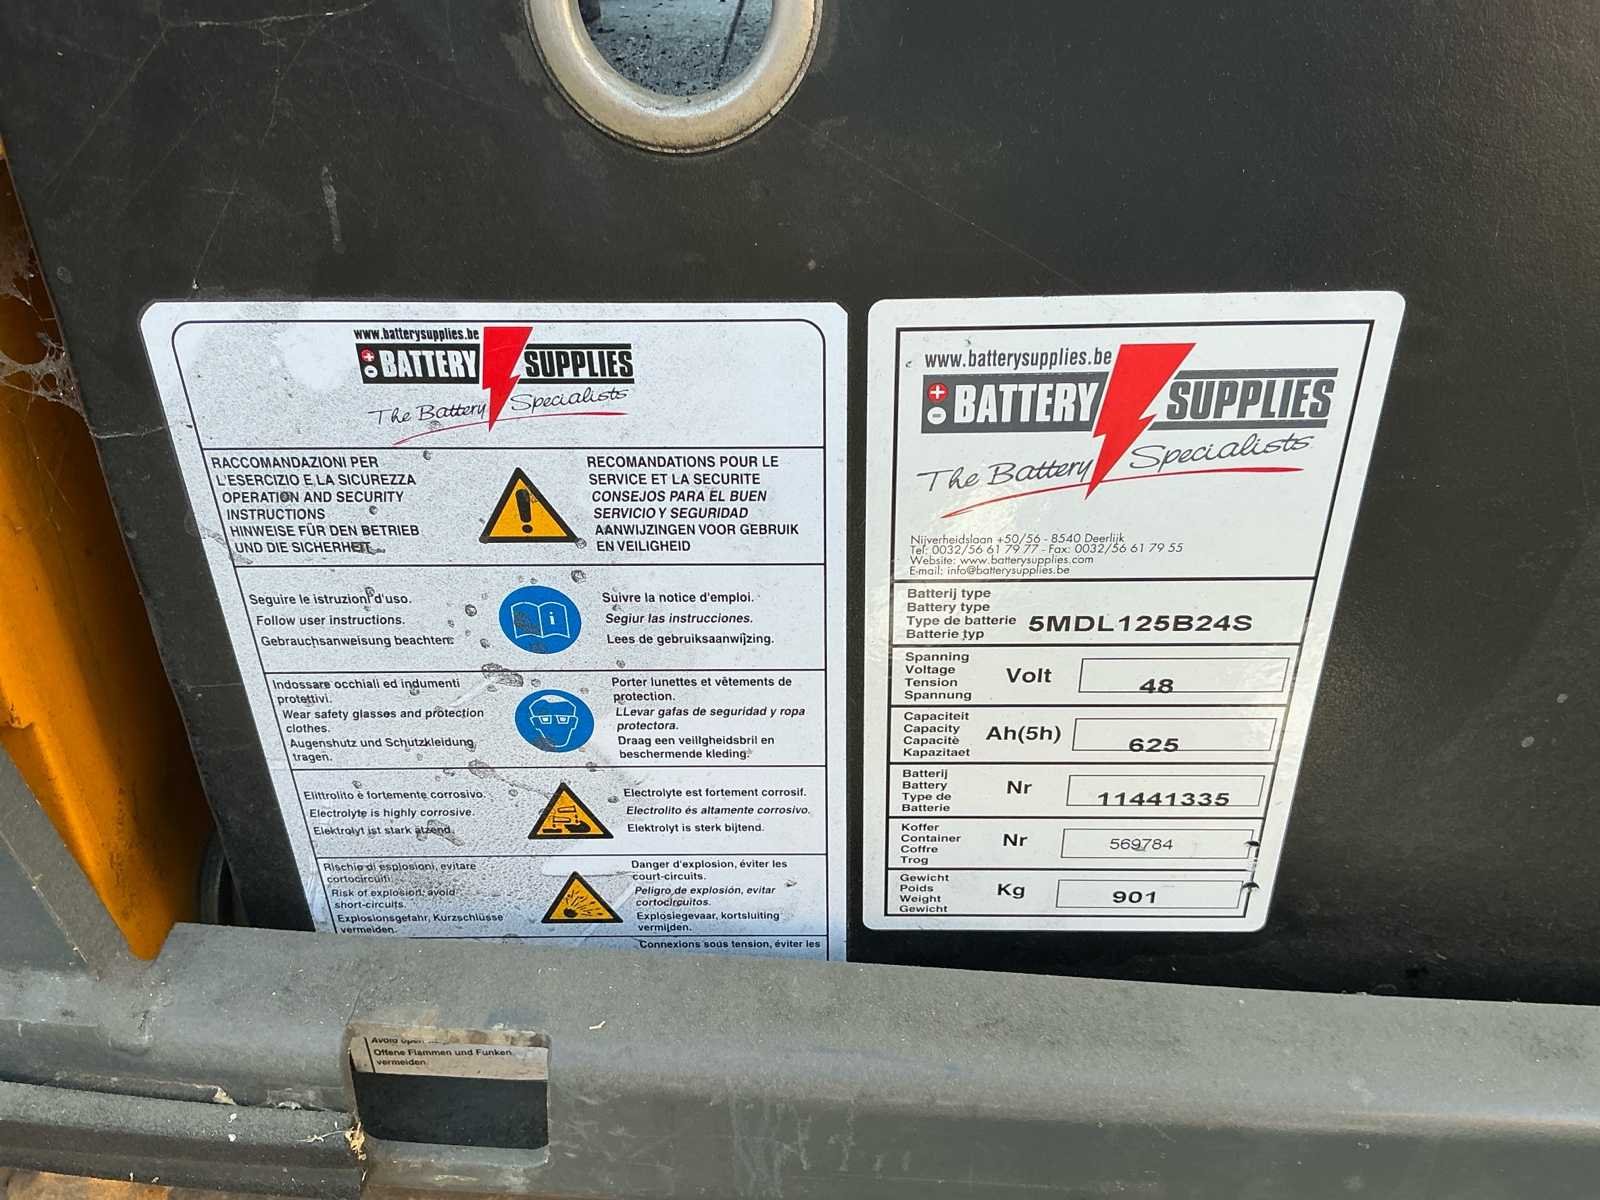 www.batterysupplies.be
BATTERY SUPPLIES
The Battery Specialists
RACCOMANDAZIONI PER
L'ESERCIZIO E LA SICUREZZA
OPERATION AND SECURITY
INSTRUCTIONS
HINWEISE FÜR DEN BETRIEB
UND DIE SICHERHEIT
RECOMANDATIONS POUR LE
SERVICE ET LA SECURITE
CONSEJOS PARA EL BUEN
SERVICIO Y SEGURIDAD
AANWIJZINGEN VOOR GEBRUIK
EN VEILIGHEID
Seguire le istruzioni d'uso.
Follow user instructions.
Gebrauchsanweisung beachten.
Suivre la notice d'emploi.
Segiur las instrucciones.
Lees de gebruiksaanwijzing.
Indossare occhiali ed indumenti
protettivi.
Wear safety glasses and protection
clothes.
Augenshutz und Schutzkleidung
tragen.
Porter lunettes et vêtements de
protection.
LLevar gafas de seguridad y ropa
protectora.
Draag een veillgheidsbril en
beschermende kleding.
Elittrolito è fortemente corrosivo.
Electrolyte is highly corrosive.
Elektrolyt ist stark ätzend.
Electrolyte est fortement corrosif.
Electrolito és altamente corrosivo.
Elektrolyt is sterk bijtend.
Rischio di esplosioni, evitare
cortocircuiti.
Risk of explosion, avoid
short-circuits.
Explosionsgefahr, Kurzschlüsse
vermeiden.
Danger d'explosion, éviter les
court-circuits.
Peligro de explosión, evitar
cortocircuitos.
Explosiegevaar, kortsluiting
vermijden.
Connexions sous tension, éviter les
Avoid open
Offene Flammen und Funken
vermeiden.
www.batterysupplies.be
BATTERY SUPPLIES
The Battery Specialists
Nijverheidslaan +50/56 - 8540 Deerlijk
Tel: 0032/56 61 79 77 - Fax: 0032/56 61 79 55
Website: www.batterysupplies.com
E-mail: info@batterysupplies.be
Batterij type
Battery type
Type de batterie
Batterie typ
5MDL125B24S
Spanning
Voltage
Tension
Spannung
Volt
48
Capaciteit
Capacity
Capacitè
Kapazitaet
Ah(5h)
625
Batterij
Battery
Type de
Batterie
Nr
11441335
Koffer
Container
Coffre
Trog
Nr
569784
Gewicht
Poids
Weight
Gewicht
Kg
901